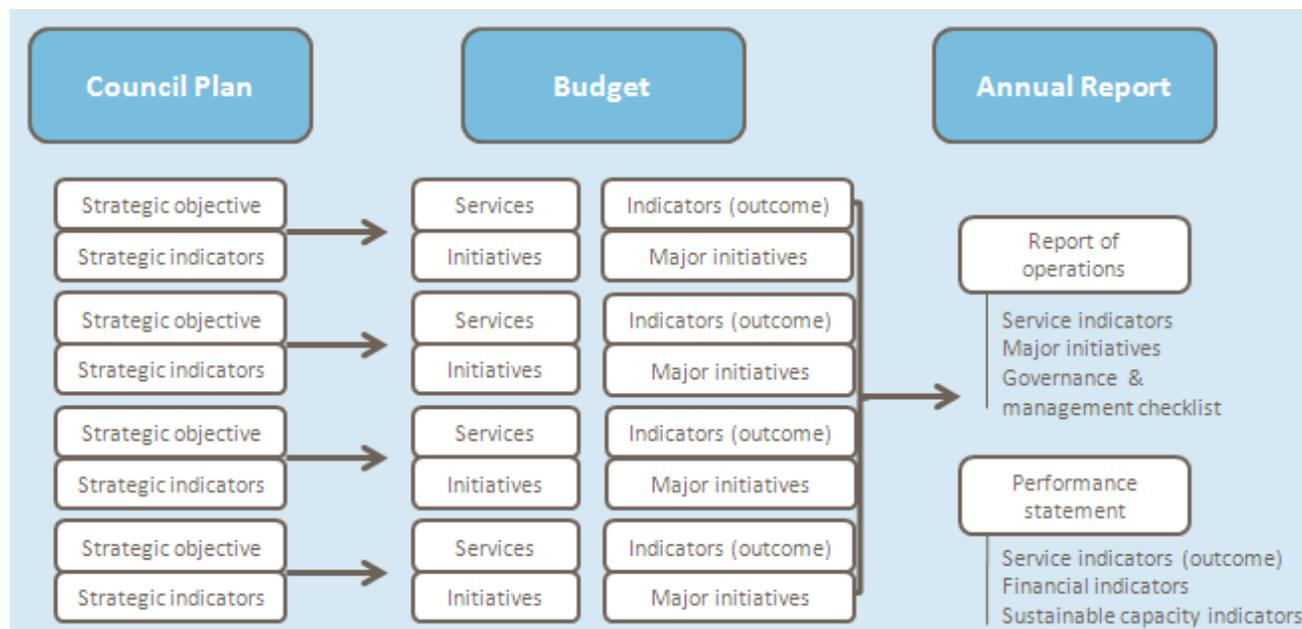 Council Plan
Budget
Annual Report
Strategic objective
Strategic indicators
Strategic objective
Strategic indicators
Strategic objective
Strategic indicators
Strategic objective
Strategic indicators
Services
Initiatives
Services
Initiatives
Services
Initiatives
Services
Initiatives
Indicators (outcome)
Major initiatives
Indicators (outcome)
Major initiatives
Indicators (outcome)
Major initiatives
Indicators (outcome)
Major initiatives
Report of
operations
Service indicators
Major initiatives
Governance &
management checklist
Performance
statement
Service indicators (outcome)
Financial indicators
Sustainable capacity indicators